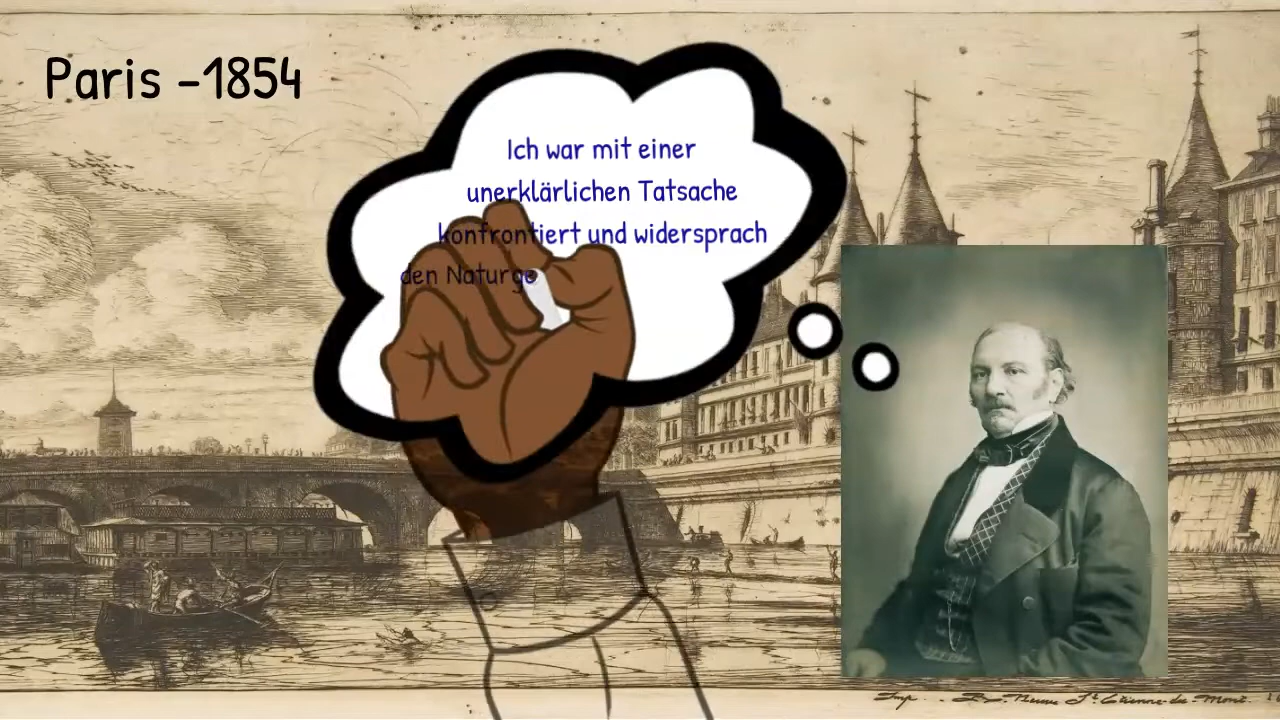 Paris -1854
Ich war mit einer
unerklärlichen Tatsache
konfrontiert und widersprach
den Naturge